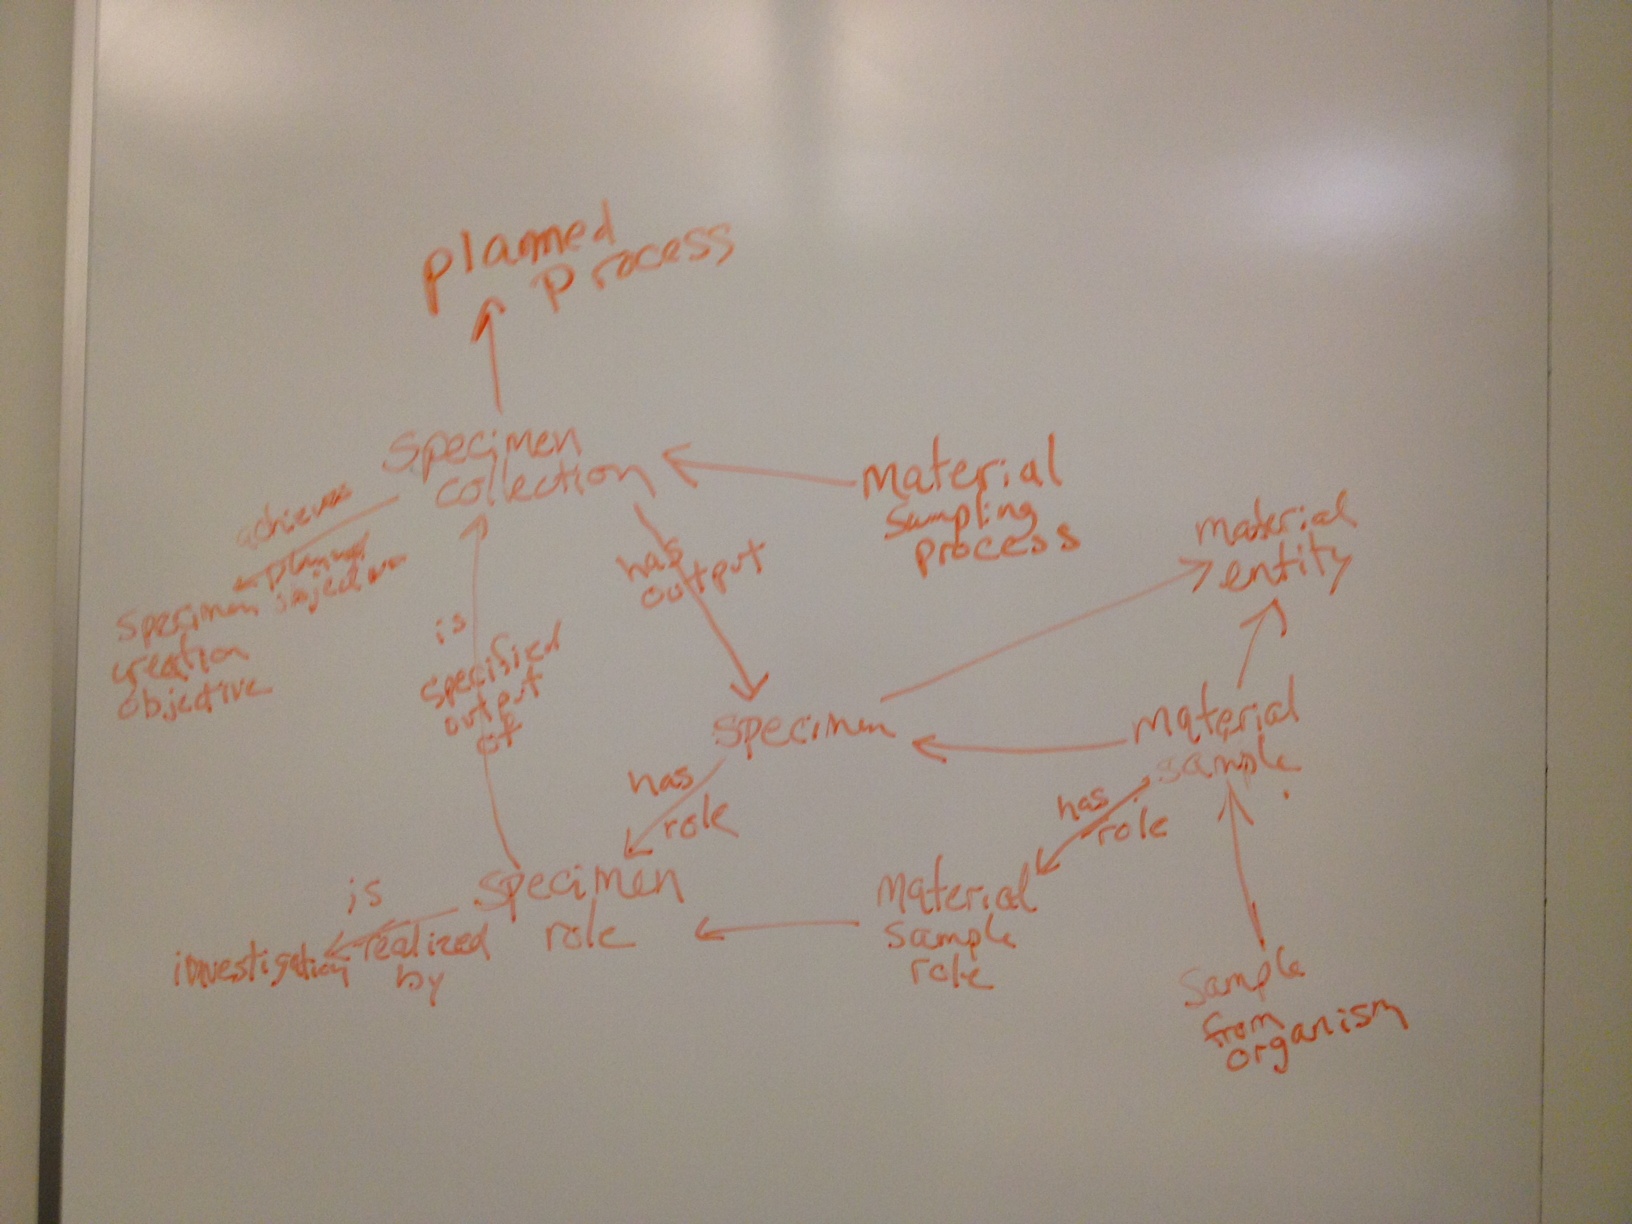 planned
process
specimen
collection
achieves
planned
specimen
creation
objective
has
output
Material
Sampling
process
material
entity
is
specified
output
of
specimen
Material
sample
has
role
has
role
specimen
role
is
realized
by
investigation
Material
sample
role
Sample
from
organism